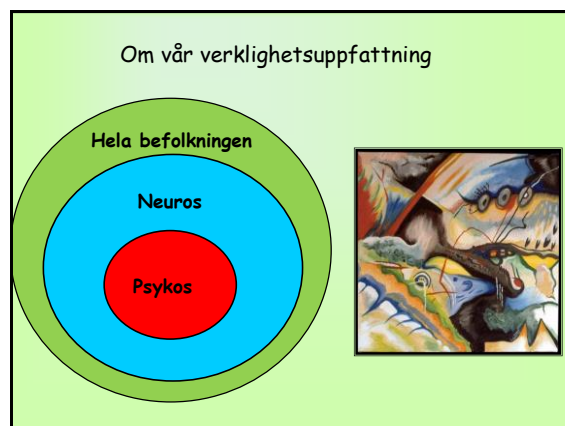 Om vår verklighetsuppfattning
Hela befolkningen
Neuros
Psykos